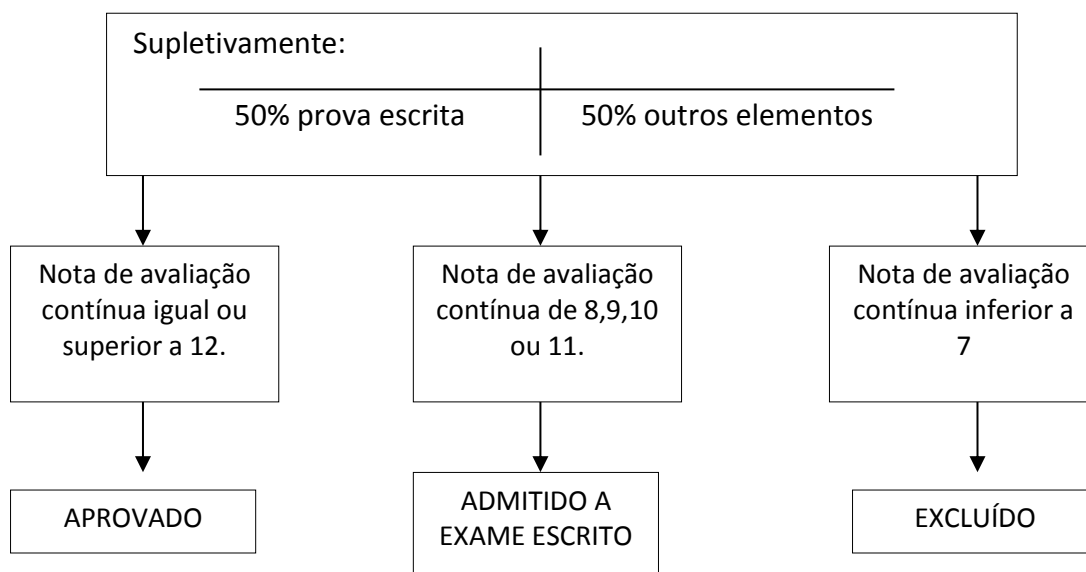 Supletivamente:
50% prova escrita
50% outros elementos
Nota de avaliação
contínua igual ou
superior a 12.
Nota de avaliação
contínua de 8,9,10
ou 11.
Nota de avaliação
contínua inferior a
7
APROVADO
ADMITIDO A
EXAME ESCRITO
EXCLUÍDO